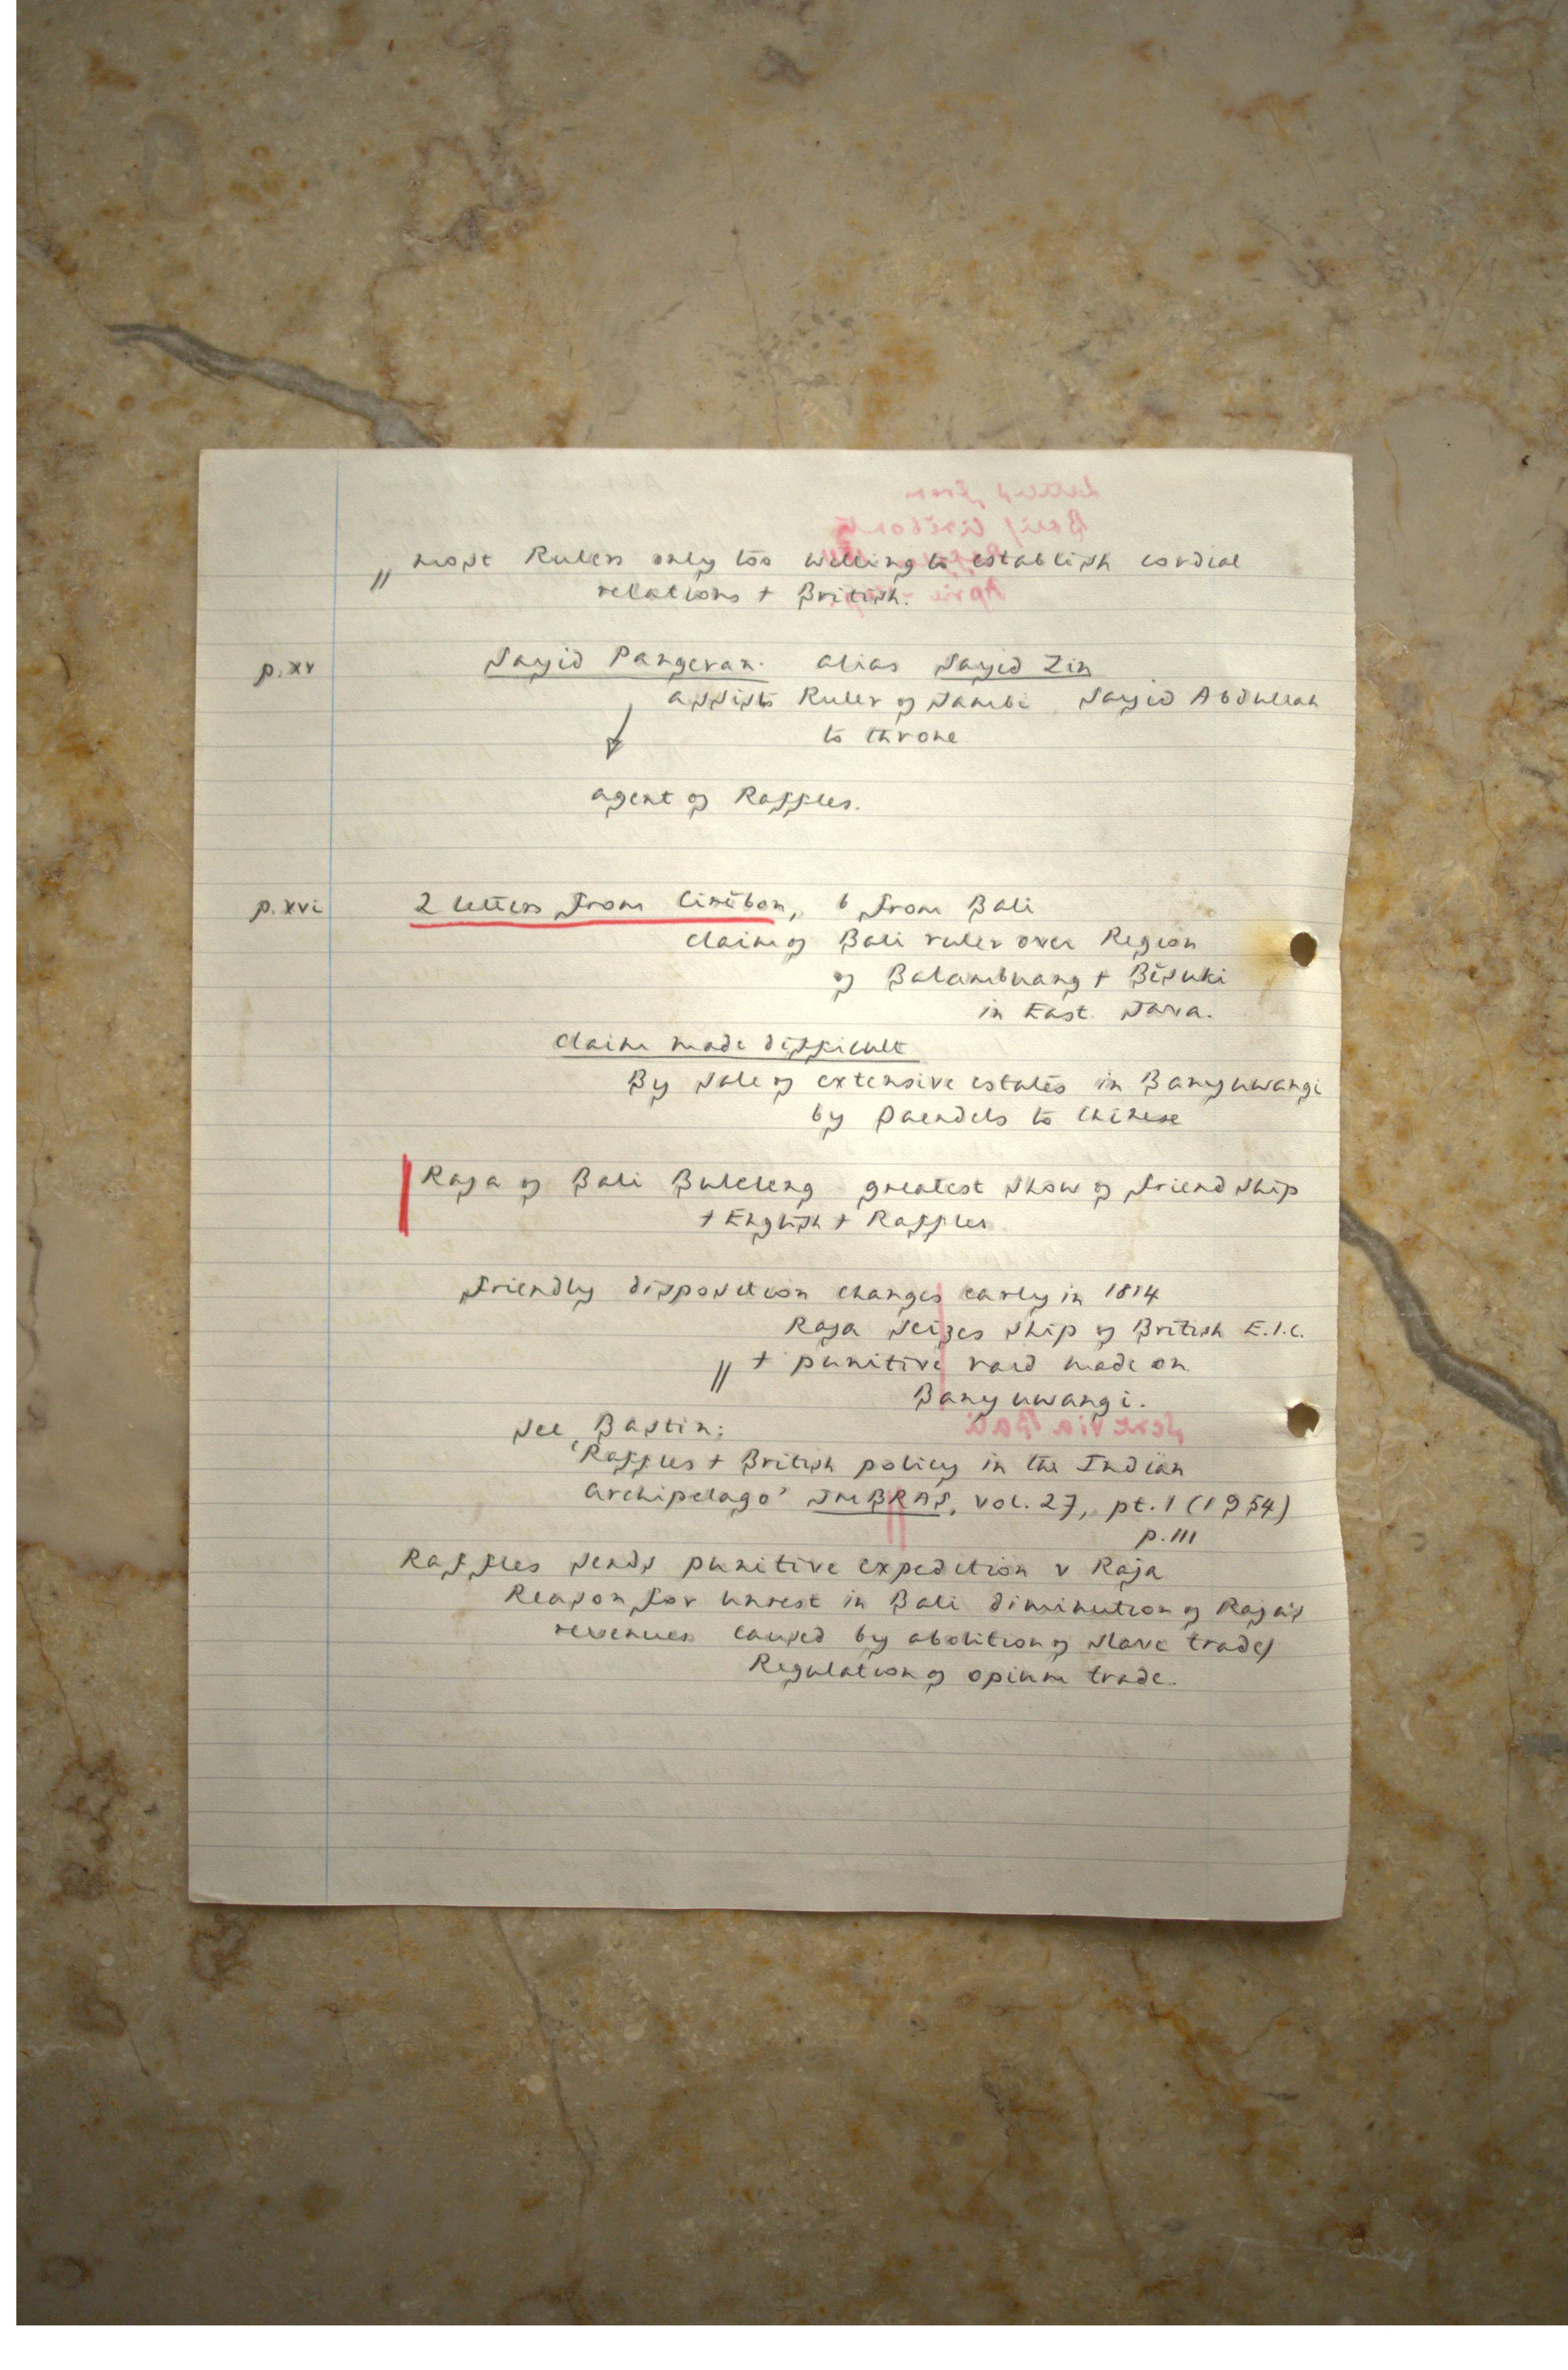 // most Rulers only too willing to establish cordial
relations + British.
p. xv Sayid Pangeran. alias Sayid Zin
assists Ruler of Jambi Sayid Abdullah
to throne
agent of Raffles.
p. xvi 2 letters from Cirĕbon, 6 from Bali
claim of Bali ruler over Region
of Balambuang + Bĕsuki
in East Java.
claim made difficult
By sale of extensive estates in Banyuwangi
by Daendels to Chinese
Raja of Bali Buleleng greatest show of friendship
+ English + Raffles
friendly disposition changes early in 1814
Raja seizes ship of British E.I.C.
// + punitive raid made on
Banyuwangi.
See Bastin:
'Raffles + British policy in the Indian
Archipelago' JMBRAS, vol. 27, pt. 1 (1954)
p. 111
Raffles sends punitive expedition v Raja
Reason for unrest in Bali diminution of Raja's
revenues caused by abolition of slave trade/
Regulation of opium trade.